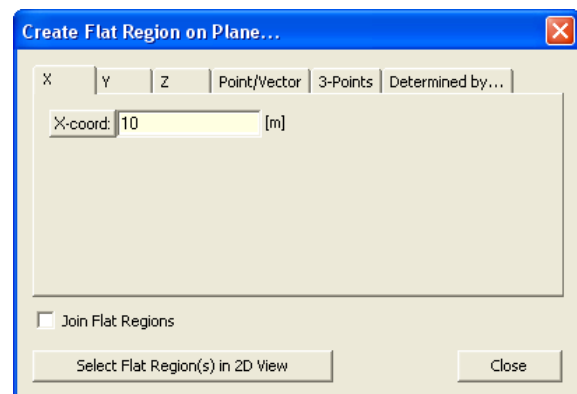 Create Flat Region on Plane...
X Y Z Point/Vector 3-Points Determined by...
X-coord: 10 [m]
Join Flat Regions
Select Flat Region(s) in 2D View Close